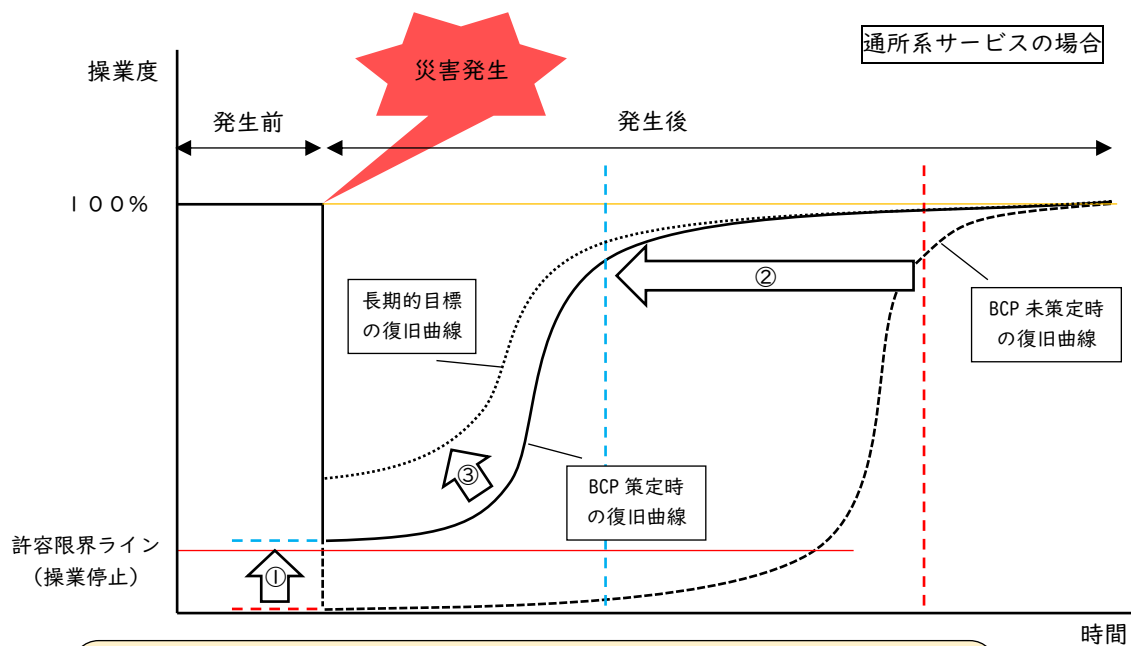 通所系サービスの場合
操業度
災害発生
発生前
発生後
100%
②
長期的目標
の復旧曲線
BCP 未策定時
の復旧曲線
③
BCP 策定時
の復旧曲線
許容限界ライン
(操業停止)
①
時間